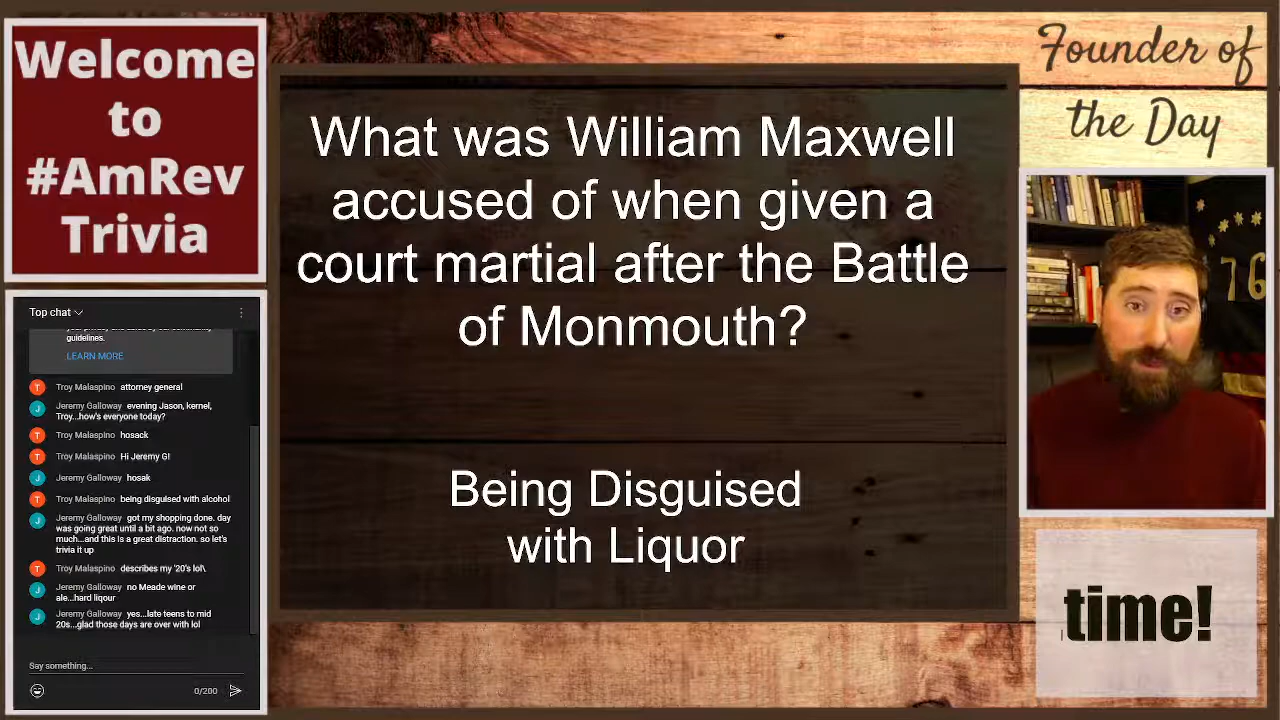 Welcome
to
#AmRev
Trivia
What was William Maxwell
accused of when given a
court martial after the Battle
of Monmouth?
Being Disguised
with Liquor
Founder of
the Day
76
time!
Top chat
guidelines.
LEARN MORE
Troy Malaspino attorney general
Jeremy Galloway evening Jason, kernel,
Troy...how's everyone today?
Troy Malaspino hosack
Troy Malaspino Hi Jeremy G!
Jeremy Galloway hosak
Troy Malaspino being disguised with alcohol
Jeremy Galloway got my shopping done. day
was going great until a bit ago. now not so
much...and this is a great distraction. so let's
trivia it up
Troy Malaspino describes my '20's lol\
Jeremy Galloway no Meade wine or
ale...hard liqour
Jeremy Galloway yes...late teens to mid
20s...glad those days are over with lol
Say something...
0/200